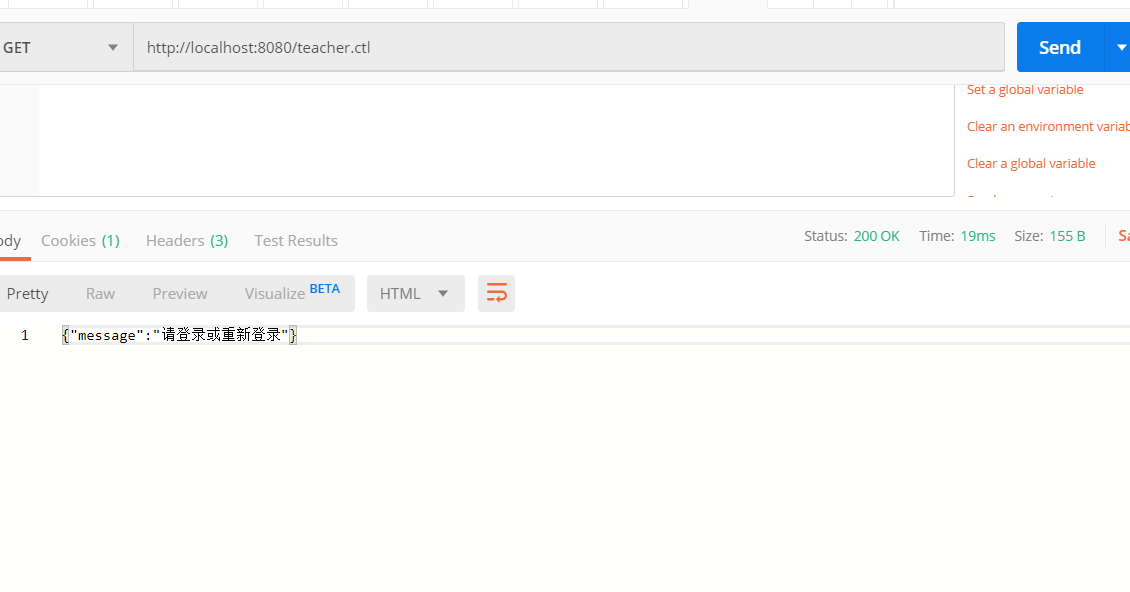 GET http://localhost:8080/teacher.ctl Send
Set a global variable
Clear an environment variab
Clear a global variable
ody Cookies (1) Headers (3) Test Results Status: 200 OK Time: 19ms Size: 155 B Sa
Pretty Raw Preview Visualize BETA HTML
1 {"message":"请登录或重新登录"}